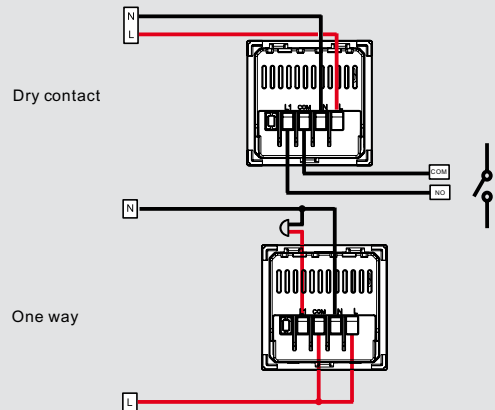 N
L
Dry contact
L1 COM N L
COM
NO
N
One way
L1 COM N L
L